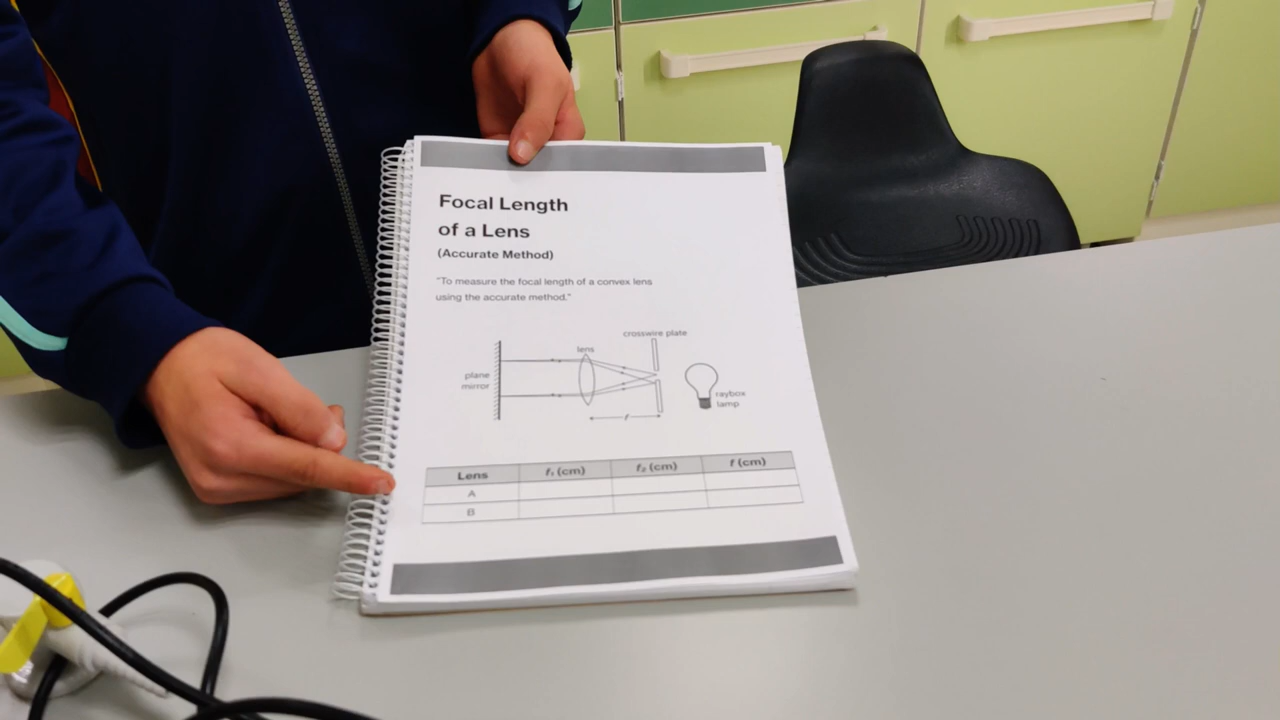 Focal Length
of a Lens
(Accurate Method)
"To measure the focal length of a convex lens
using the accurate method."
crosswire plate
lens
plane
mirror
raybox
lamp
f
Lens f₁ (cm) f₂ (cm) f (cm)
A
B